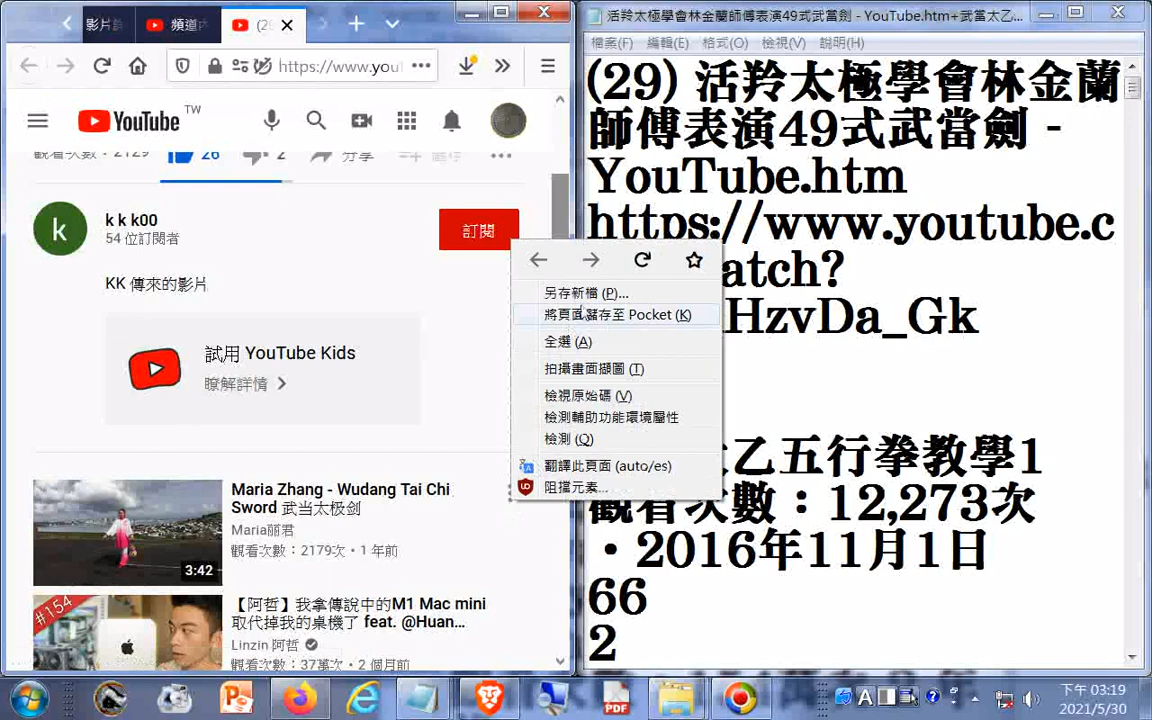 影片
頻道
(2
https://www.you
YouTube TW
觀看次數：2129
26
2
分享
k k k00
54 位訂閱者
訂閱
KK 傳來的影片
試用 YouTube Kids
瞭解詳情
Maria Zhang - Wudang Tai Chi
Sword 武当太极剑
Maria丽君
觀看次數：2179次・1 年前
3:42
#154
【阿哲】我拿傳說中的M1 Mac mini
取代掉我的桌機了 feat. @Huan...
Linzin 阿哲
觀看次數：37萬次・2 個月前
另存新檔 (P)...
將頁面儲存至 Pocket (K)
全選 (A)
拍攝畫面擷圖 (T)
檢視原始碼 (V)
檢測輔助功能環境屬性
檢測 (Q)
翻譯此頁面 (auto/es)
阻擋元素...
活羚太極學會林金蘭師傅表演49式武當劍 - YouTube.htm+武當太乙...
檔案(F) 編輯(E) 格式(O) 檢視(V) 說明(H)
(29) 活羚太極學會林金蘭
師傅表演49式武當劍 -
YouTube.htm
https://www.youtube.c
atch?
HzvDa_Gk
乙五行拳教學1
觀看次數：12,273次
・2016年11月1日
66
2
下午 03:19
2021/5/30